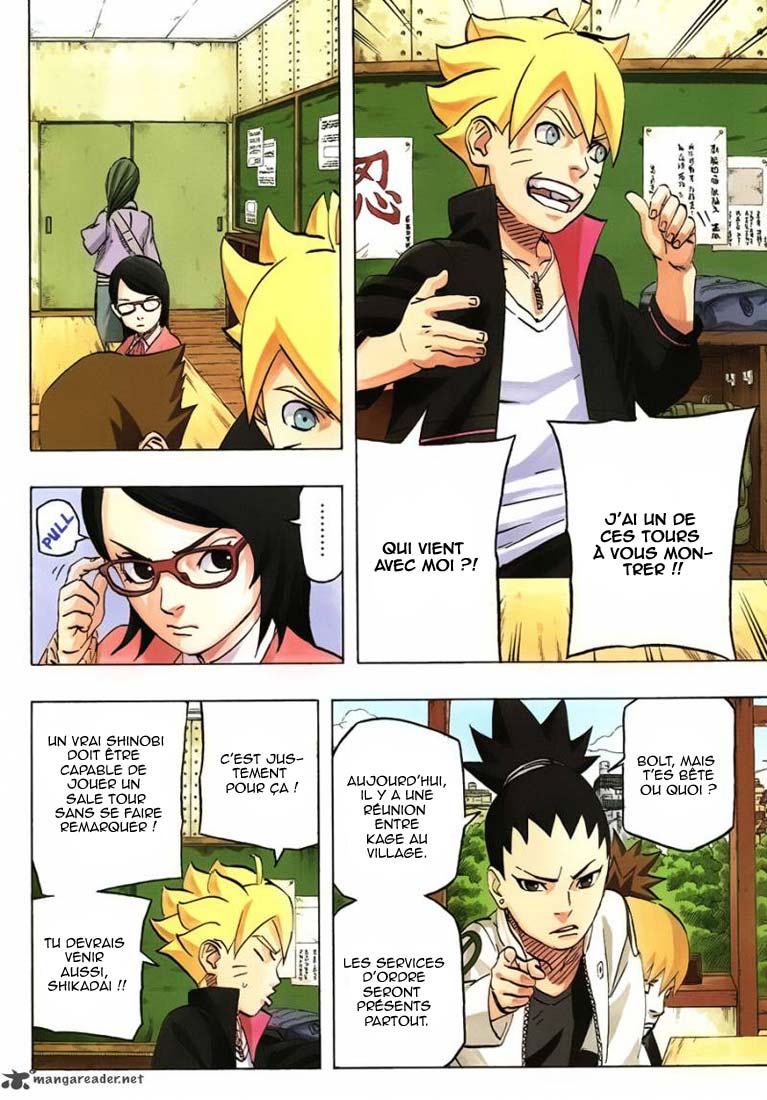 J'AI UN DE
CES TOURS
À VOUS MON-
TRER !!
QUI VIENT
AVEC MOI ?!
忍
PULL
.........
BOLT, MAIS
T'ES BÊTE
OU QUOI ?
AUJOURD'HUI,
IL Y A UNE
RÉUNION
ENTRE
KAGE AU
VILLAGE.
LES SERVICES
D'ORDRE
SERONT
PRÉSENTS
PARTOUT.
C'EST JUS-
TEMENT
POUR ÇA !
UN VRAI SHINOBI
DOIT ÊTRE
CAPABLE DE
JOUER UN
SALE TOUR
SANS SE FAIRE
REMARQUER !
TU DEVRAIS
VENIR
AUSSI,
SHIKADAI !!
mangareader.net